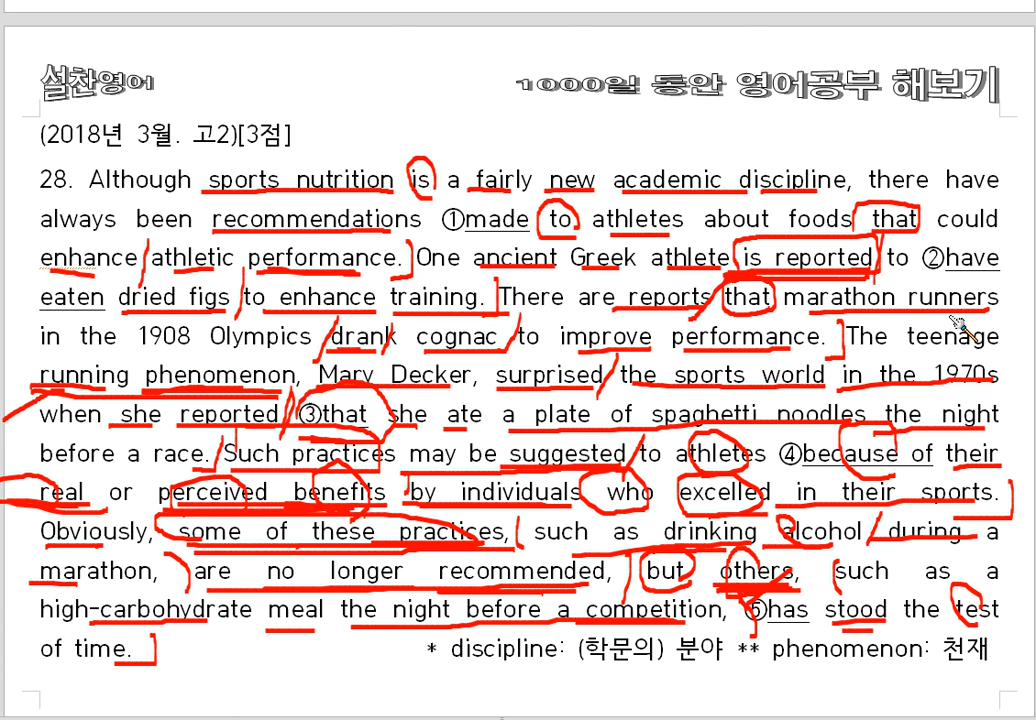 설찬영어
1000일 동안 영어공부 해보기
(2018년 3월. 고2)[3점]
28. Although sports nutrition is a fairly new academic discipline, there have
always been recommendations ①made to athletes about foods that could
enhance athletic performance. One ancient Greek athlete is reported to ②have
eaten dried figs to enhance training. There are reports that marathon runners
in the 1908 Olympics drank cognac to improve performance. The teenage
running phenomenon, Mary Decker, surprised the sports world in the 1970s
when she reported ③that she ate a plate of spaghetti noodles the night
before a race. Such practices may be suggested to athletes ④because of their
real or perceived benefits by individuals who excelled in their sports.
Obviously, some of these practices, such as drinking alcohol during a
marathon, are no longer recommended, but others, such as a
high-carbohydrate meal the night before a competition, ⑤has stood the test
of time.
* discipline: (학문의) 분야 ** phenomenon: 천재